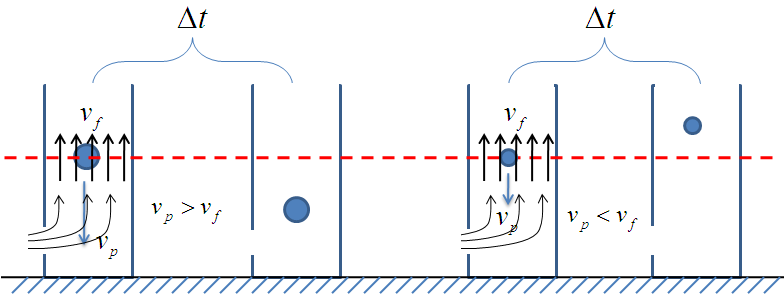 Δt
Δt
v_f
v_f
v_p > v_f
v_p
v_p
v_p < v_f